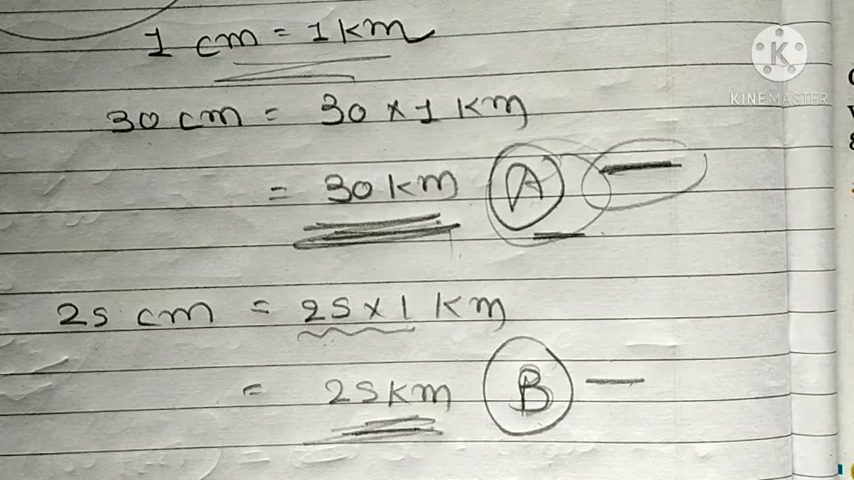 1 cm = 1 km
30 cm = 30 × 1 km
= 30 km A
25 cm = 25 × 1 km
= 25 km B
K
KINEMASTER